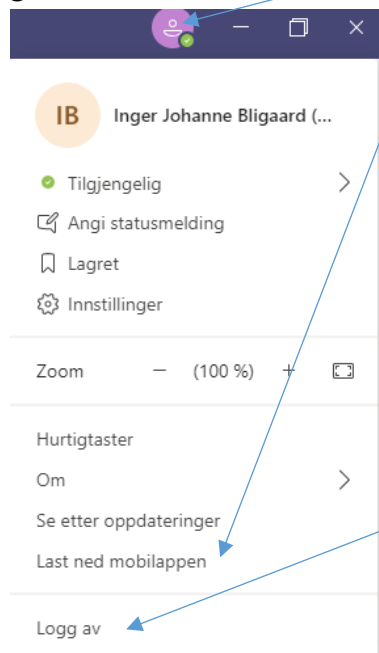 IB Inger Johanne Bligaard (...
Tilgjengelig
Angi statusmelding
Lagret
Innstillinger
Zoom — (100 %) +
Hurtigtaster
Om
Se etter oppdateringer
Last ned mobilappen
Logg av